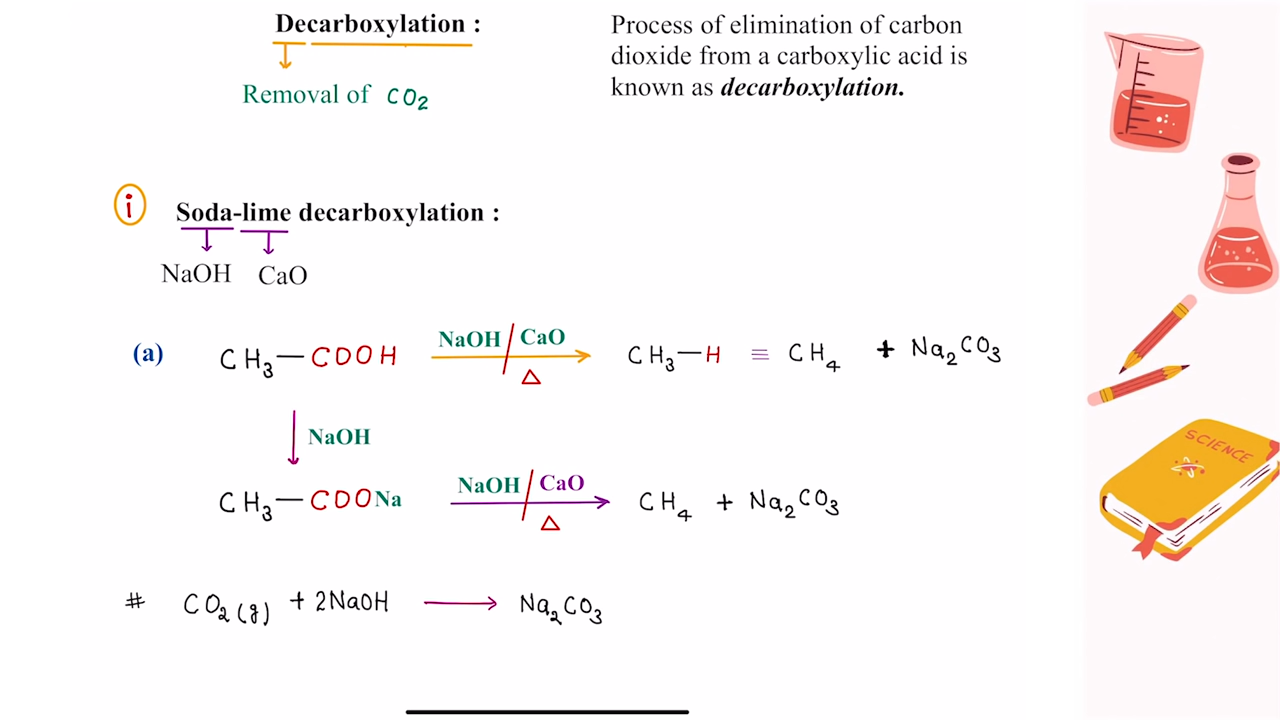 Decarboxylation :
Removal of CO₂
Process of elimination of carbon
dioxide from a carboxylic acid is
known as decarboxylation.
i Soda-lime decarboxylation :
NaOH CaO
(a) CH₃—COOH NaOH/CaO Δ CH₃—H ≡ CH₄ + Na₂CO₃
NaOH
CH₃—COONa NaOH/CaO Δ CH₄ + Na₂CO₃
# CO₂(g) + 2NaOH ⟶ Na₂CO₃
SCIENCE